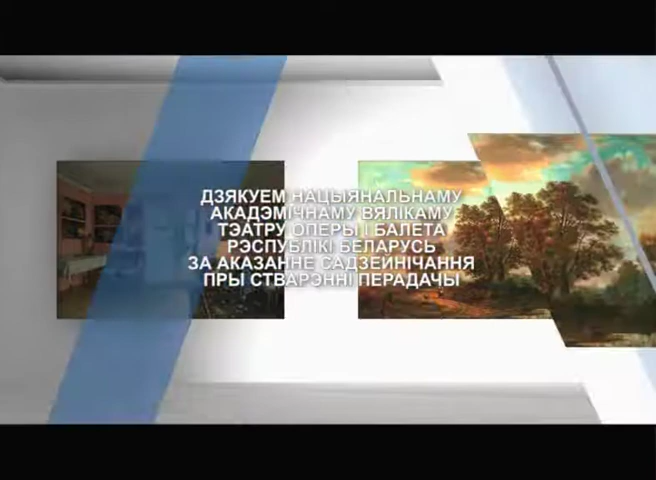 ДЗЯКУЕМ НАЦЫЯНАЛЬНАМУ
АКАДЭМІЧНАМУ ВЯЛІКАМУ
ТЭАТРУ ОПЕРЫ І БАЛЕТА
РЭСПУБЛІКІ БЕЛАРУСЬ
ЗА АКАЗАННЕ САДЗЕЙНІЧАННЯ
ПРЫ СТВАРЭННІ ПЕРАДАЧЫ